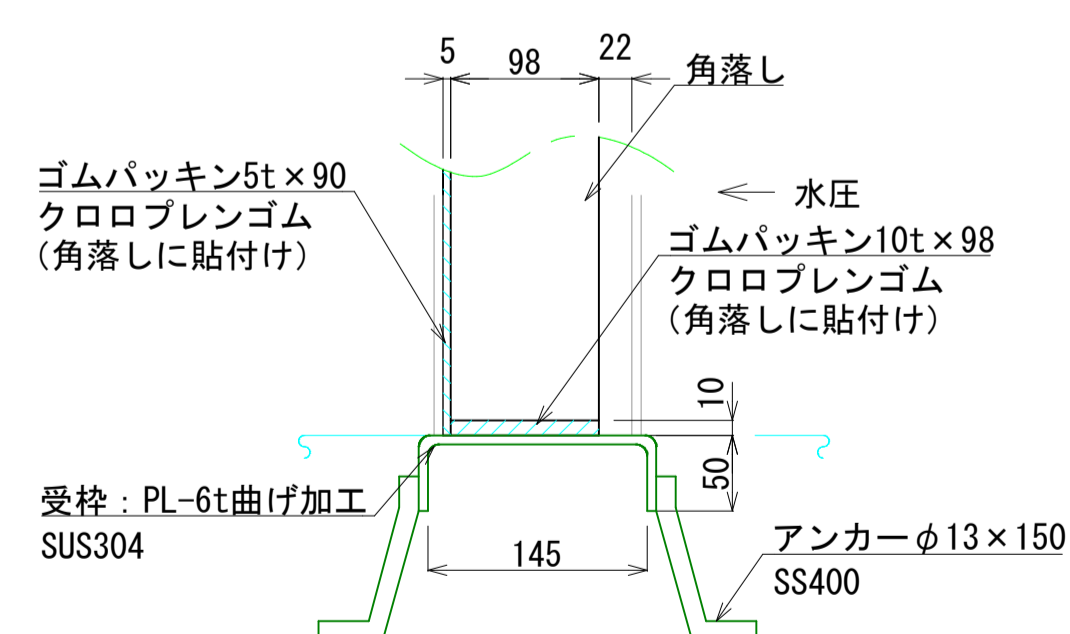 5
98
22
角落し
ゴムパッキン5t×90
クロロプレンゴム
(角落しに貼付け)
水圧
ゴムパッキン10t×98
クロロプレンゴム
(角落しに貼付け)
10
50
受枠：PL-6t曲げ加工
SUS304
145
アンカーφ13×150
SS400